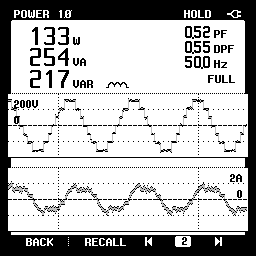 POWER 1Ø HOLD
133 W
254 VA
217 VAR
0,52 PF
0,55 DPF
50,0 Hz
FULL
200V
0
2A
0
BACK RECALL 2